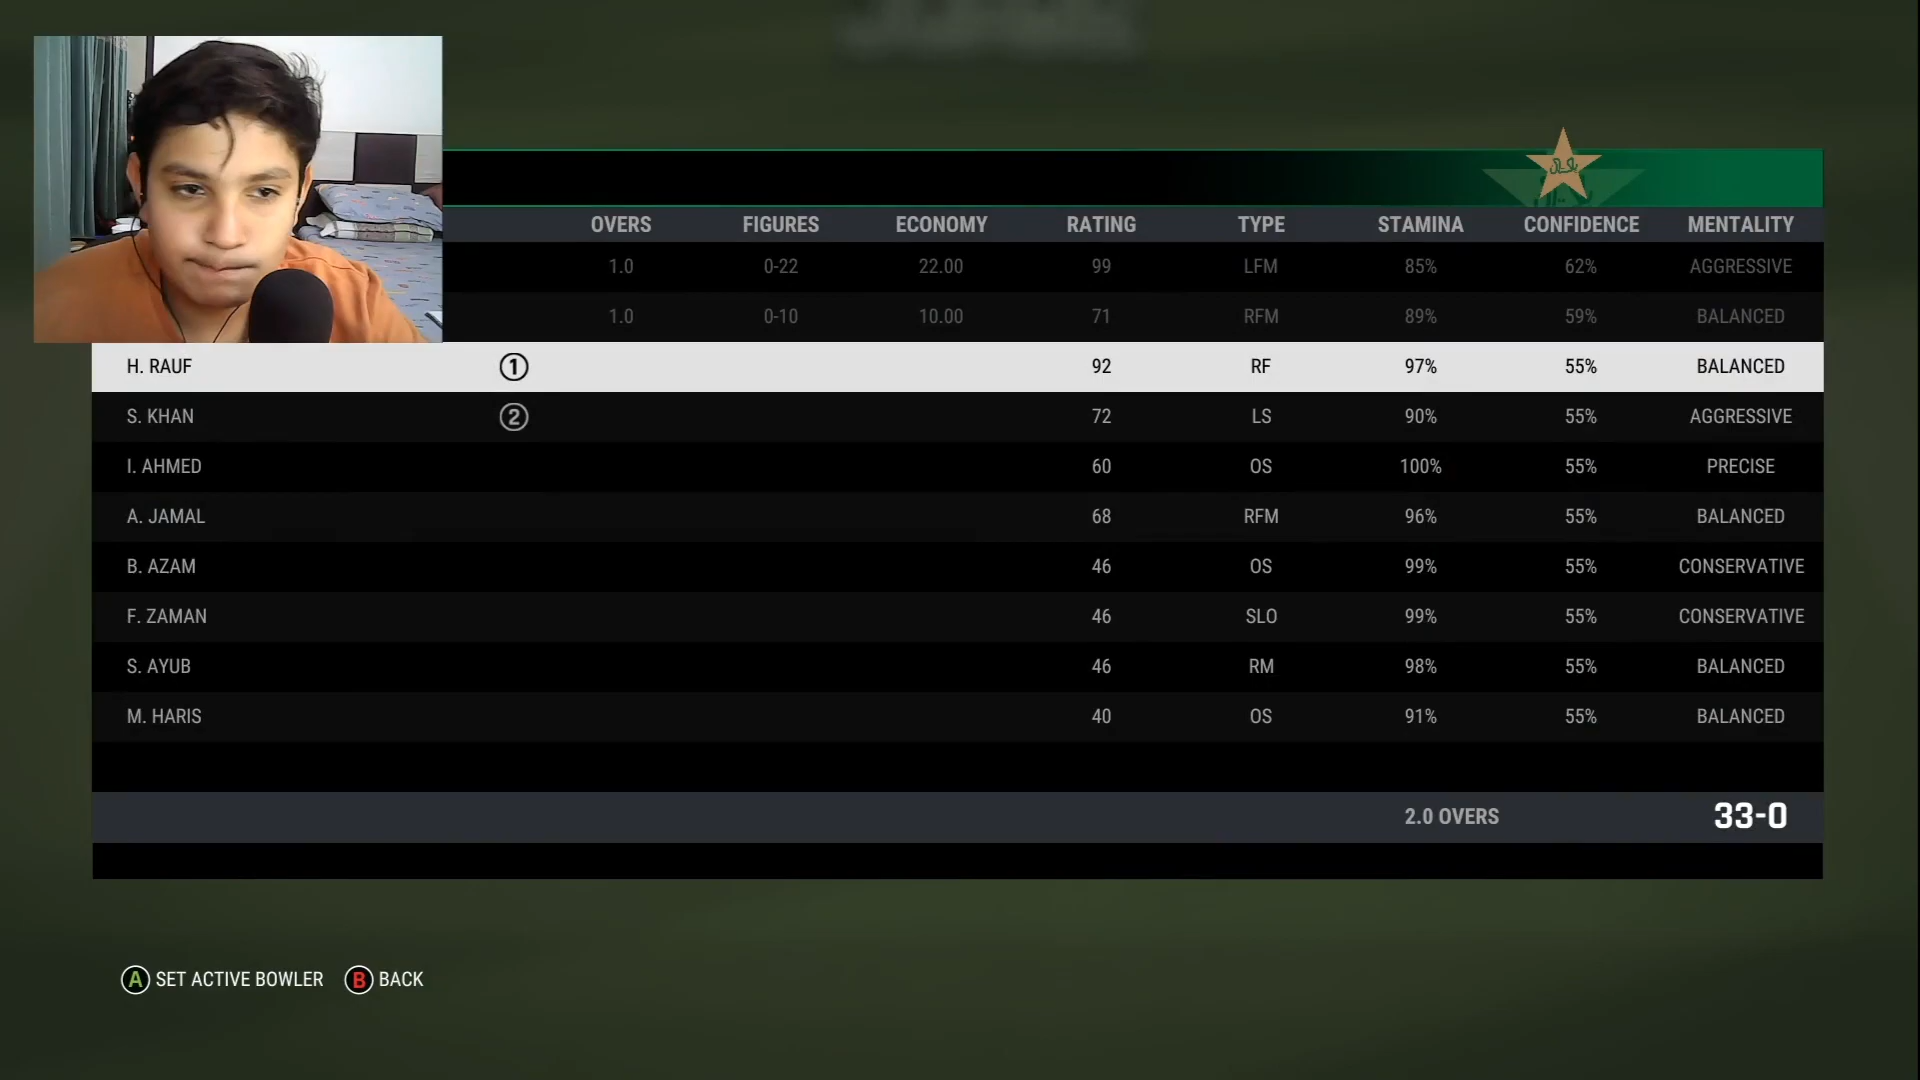 OVERS FIGURES ECONOMY RATING TYPE STAMINA CONFIDENCE MENTALITY
1.0 0-22 22.00 99 LFM 85% 62% AGGRESSIVE
1.0 0-10 10.00 71 RFM 89% 59% BALANCED
H. RAUF 1 92 RF 97% 55% BALANCED
S. KHAN 2 72 LS 90% 55% AGGRESSIVE
I. AHMED 60 OS 100% 55% PRECISE
A. JAMAL 68 RFM 96% 55% BALANCED
B. AZAM 46 OS 99% 55% CONSERVATIVE
F. ZAMAN 46 SLO 99% 55% CONSERVATIVE
S. AYUB 46 RM 98% 55% BALANCED
M. HARIS 40 OS 91% 55% BALANCED
2.0 OVERS 33-0
A SET ACTIVE BOWLER B BACK